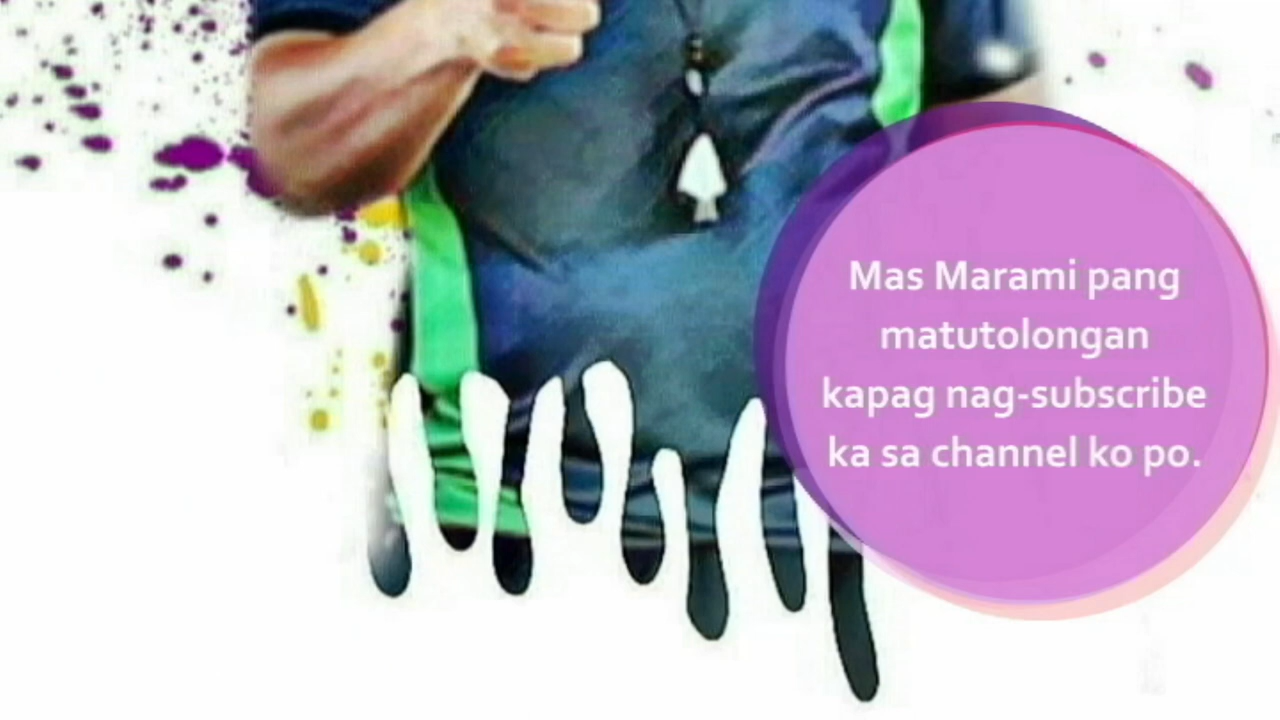 Mas Marami pang
matutolongan
kapag nag-subscribe
ka sa channel ko po.